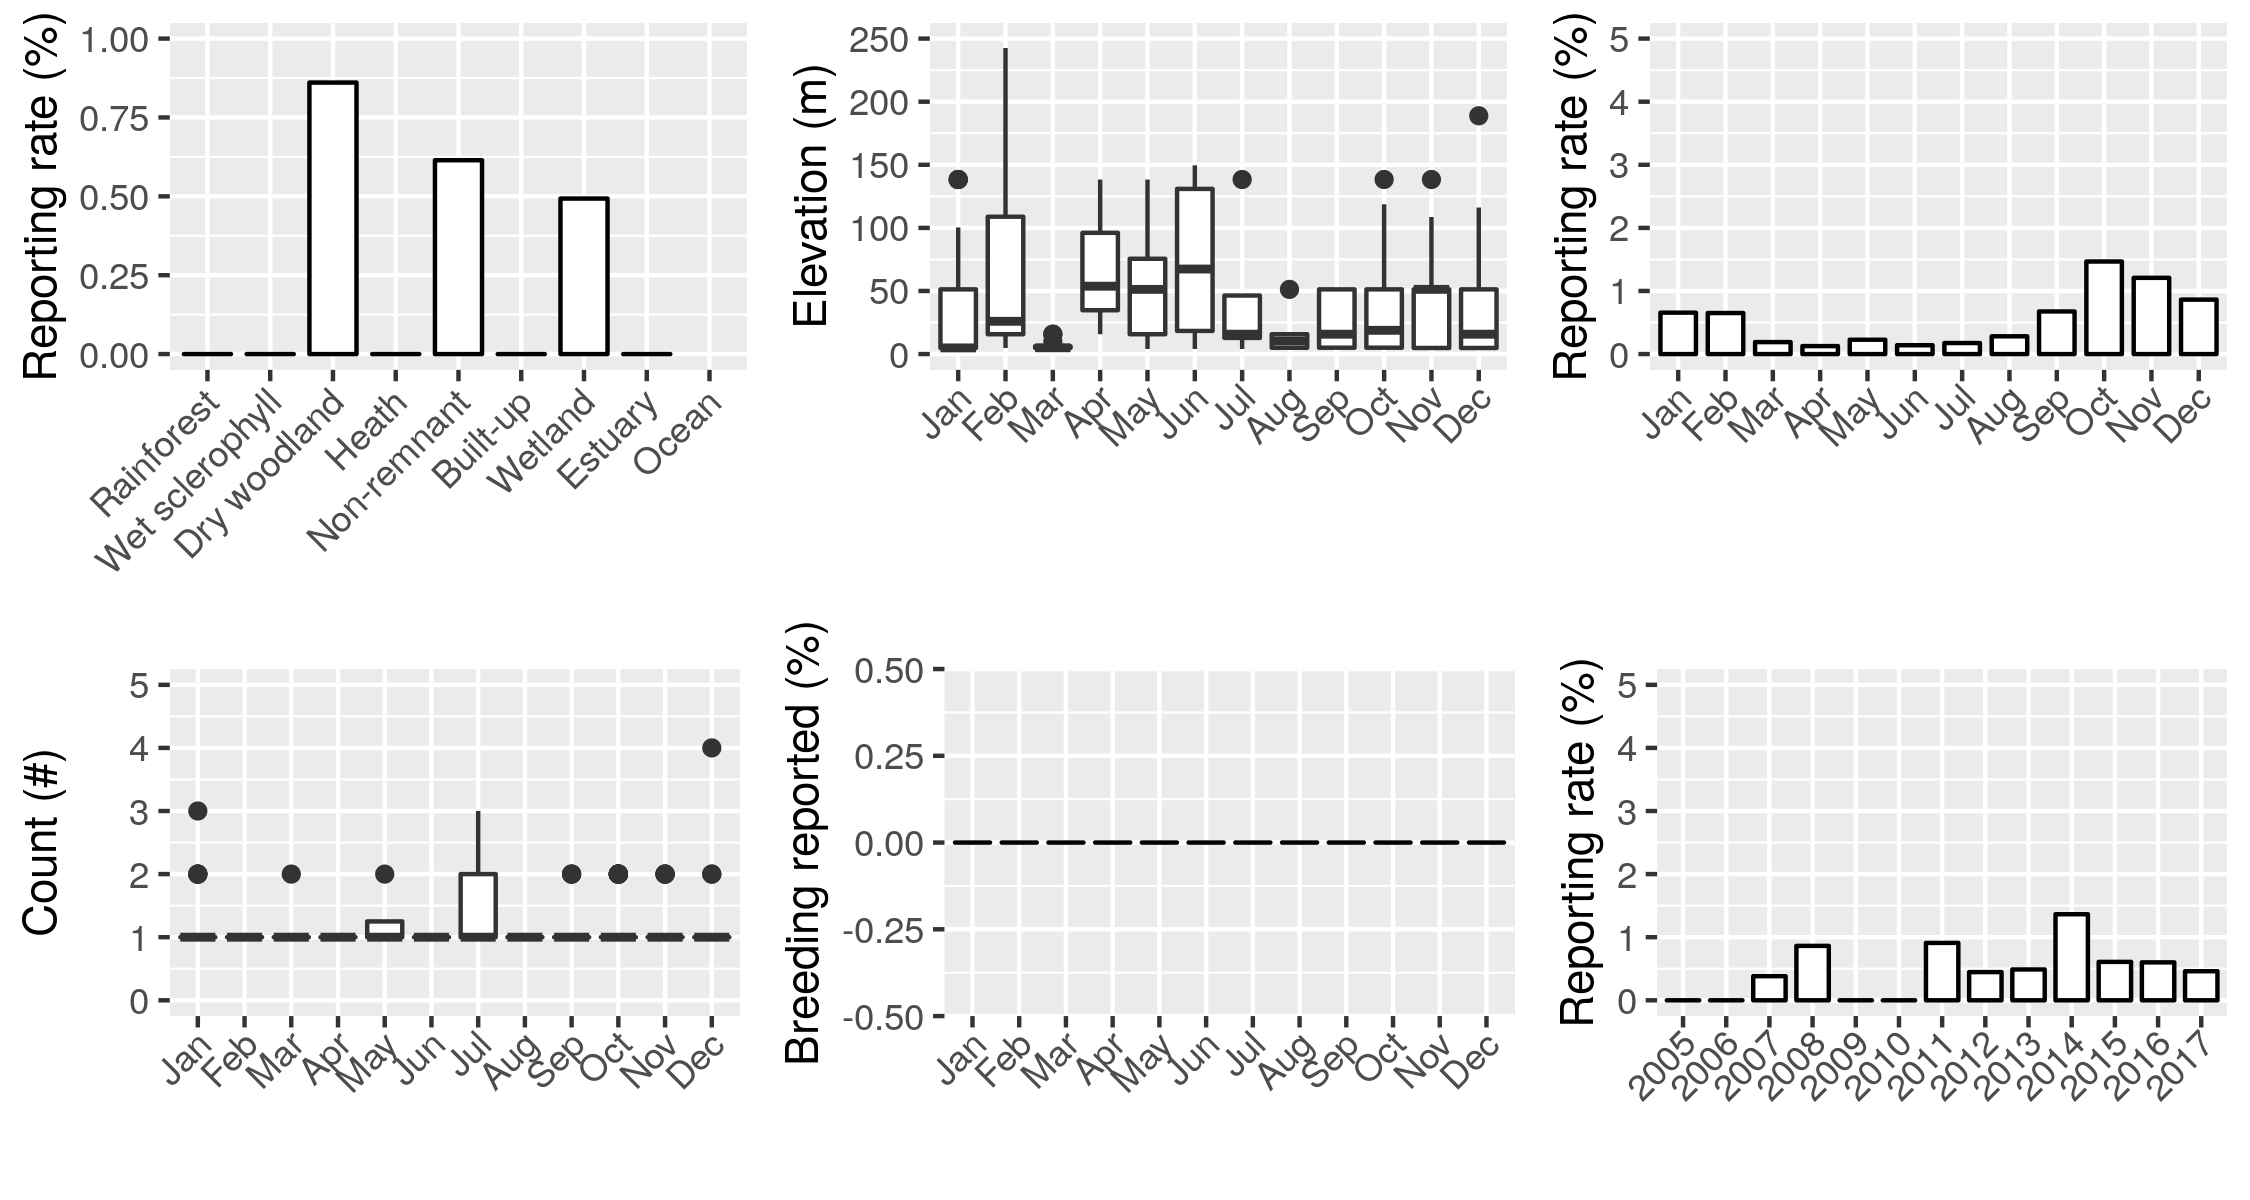 Reporting rate (%)
1.00
0.75
0.50
0.25
0.00
Rainforest
Wet sclerophyll
Dry woodland
Heath
Non-remnant
Built-up
Wetland
Estuary
Ocean
Elevation (m)
250
200
150
100
50
0
Jan
Feb
Mar
Apr
May
Jun
Jul
Aug
Sep
Oct
Nov
Dec
Reporting rate (%)
5
4
3
2
1
0
Jan
Feb
Mar
Apr
May
Jun
Jul
Aug
Sep
Oct
Nov
Dec
Count (#)
5
4
3
2
1
0
Jan
Feb
Mar
Apr
May
Jun
Jul
Aug
Sep
Oct
Nov
Dec
Breeding reported (%)
0.50
0.25
0.00
-0.25
-0.50
Jan
Feb
Mar
Apr
May
Jun
Jul
Aug
Sep
Oct
Nov
Dec
Reporting rate (%)
5
4
3
2
1
0
2005
2006
2007
2008
2009
2010
2011
2012
2013
2014
2015
2016
2017